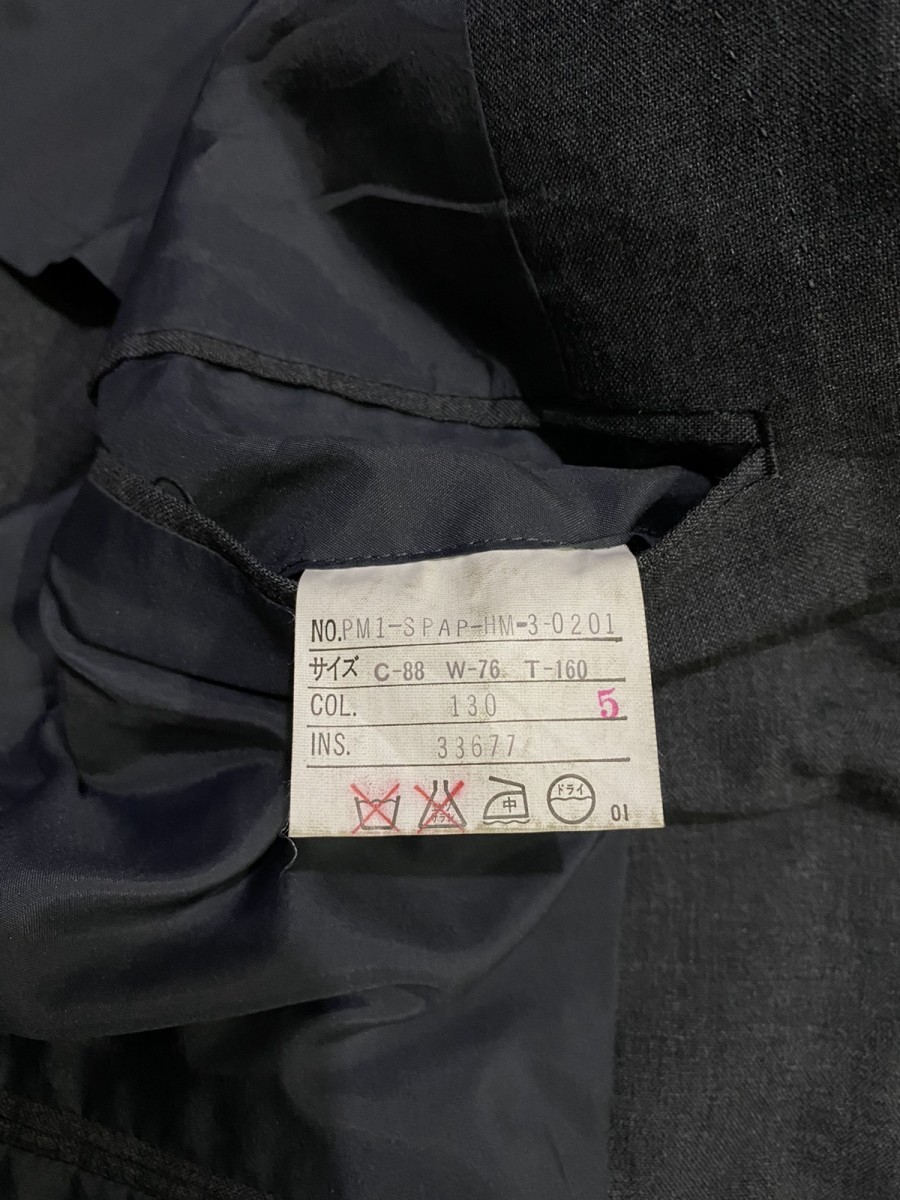 NO.PM1-SPAP-HM-3-0201
サイズ C-88 W-76 T-160
COL. 130 5
INS. 33677
中 ドライ 01